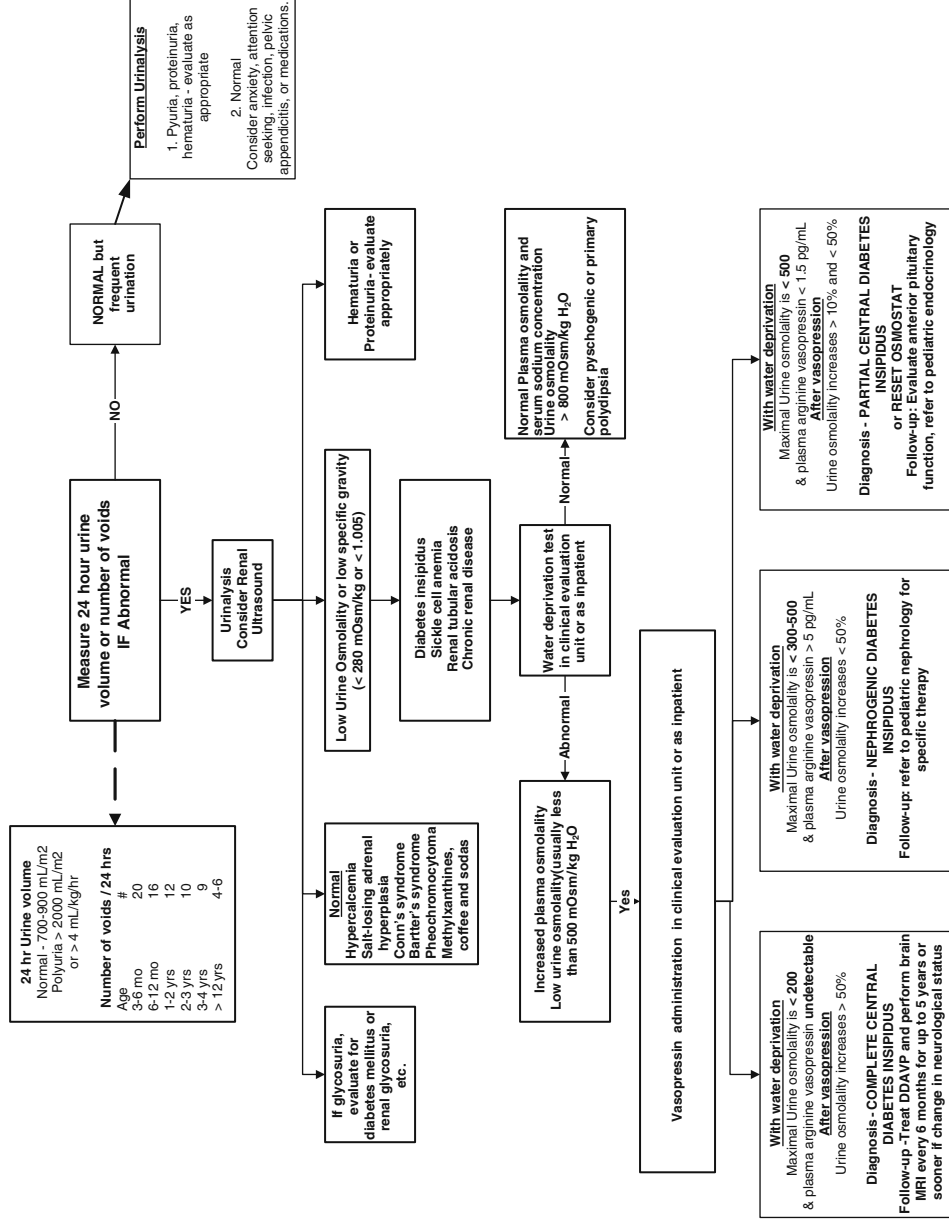 24 hr Urine volume
Normal - 700-900 mL/m2
Polyuria > 2000 mL/m2
or > 4 mL/kg/hr
Number of voids / 24 hrs
Age #
3-6 mo 20
6-12 mo 16
1-2 yrs 12
2-3 yrs 10
3-4 yrs 9
> 12 yrs 4-6
Measure 24 hour urine
volume or number of voids
IF Abnormal
NO
NORMAL but
frequent
urination
Perform Urinalysis
1. Pyuria, proteinuria,
hematuria - evaluate as
appropriate
2. Normal
Consider anxiety, attention
seeking, infection, pelvic
appendicitis, or medications.
YES
Urinalysis
Consider Renal
Ultrasound
If glycosuria,
evaluate for
diabetes mellitus or
renal glycosuria,
etc.
Normal
Hypercalcemia
Salt-losing adrenal
hyperplasia
Conn's syndrome
Bartter's syndrome
Pheochromocytoma
Methylxanthines,
coffee and sodas
Low Urine Osmolality or low specific gravity
(< 280 mOsm/kg or < 1.005)
Hematuria or
Proteinuria- evaluate
appropriately
Diabetes insipidus
Sickle cell anemia
Renal tubular acidosis
Chronic renal disease
Water deprivation test
in clinical evaluation
unit or as inpatient
Abnormal
Normal
Increased plasma osmolality
Low urine osmolality(usually less
than 500 mOsm/kg H2O
Normal Plasma osmolality and
serum sodium concentration
Urine osmolality
> 800 mOsm/kg H2O
Consider pyschogenic or primary
polydipsia
Yes
Vasopressin administration in clinical evaluation unit or as inpatient
With water deprivation
Maximal Urine osmolality is < 200
& plasma arginine vasopressin undetectable
After vasopression
Urine osmolality increases > 50%
Diagnosis - COMPLETE CENTRAL
DIABETES INSIPIDUS
Follow-up -Treat DDAVP and perform brain
MRI every 6 months for up to 5 years or
sooner if change in neurological status
With water deprivation
Maximal Urine osmolality is < 300-500
& plasma arginine vasopressin > 5 pg/mL
After vasopression
Urine osmolality increases < 50%
Diagnosis - NEPHROGENIC DIABETES
INSIPIDUS
Follow-up: refer to pediatric nephrology for
specific therapy
With water deprivation
Maximal Urine osmolality is < 500
& plasma arginine vasopressin < 1.5 pg/mL
After vasopression
Urine osmolality increases > 10% and < 50%
Diagnosis - PARTIAL CENTRAL DIABETES
INSIPIDUS
or RESET OSMOSTAT
Follow-up: Evaluate anterior pituitary
function, refer to pediatric endocrinology